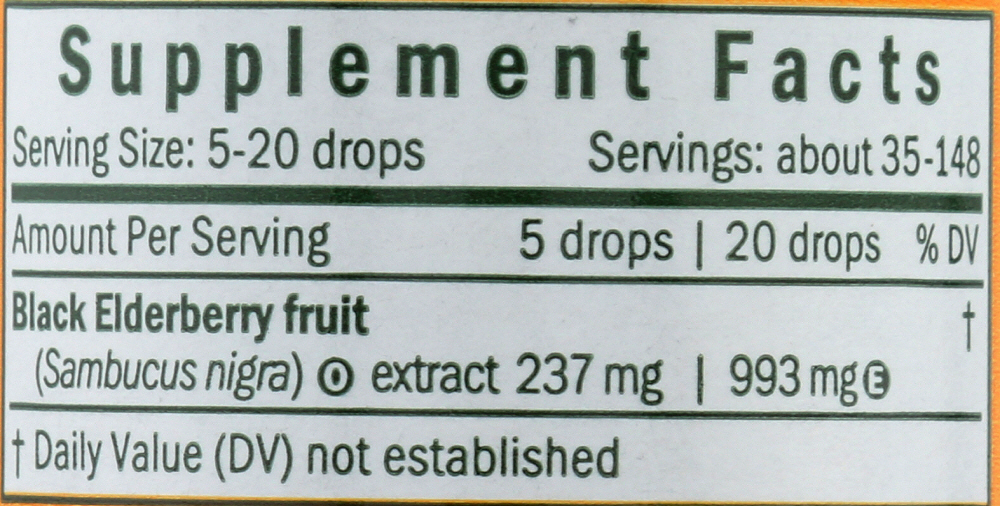 Supplement Facts
Serving Size: 5-20 drops Servings: about 35-148
Amount Per Serving 5 drops | 20 drops % DV
Black Elderberry fruit †
(Sambucus nigra) Ⓞ extract 237 mg | 993 mg Ⓔ
† Daily Value (DV) not established